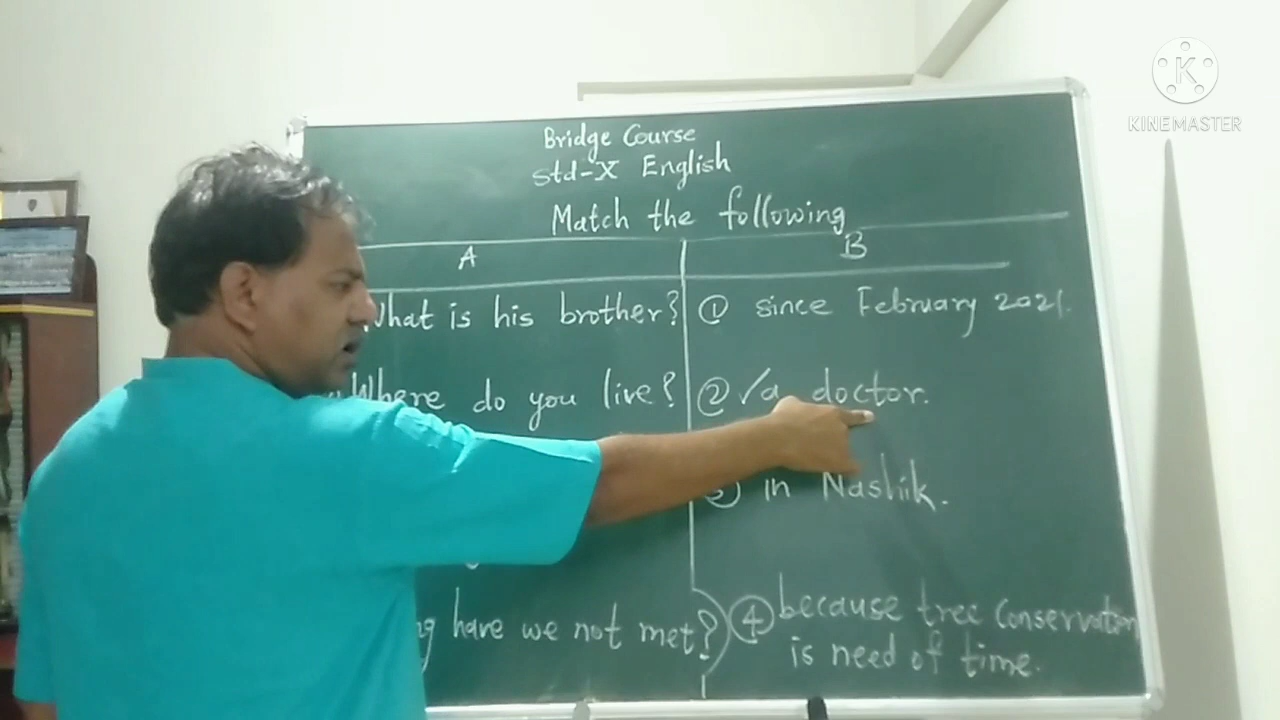 KINEMASTER
Bridge Course
Std-X English
Match the following
A
B
What is his brother?
① since February 2021.
Where do you live?
② ✓a doctor.
in Nashik.
have we not met?
④ because tree Conservation
is need of time.